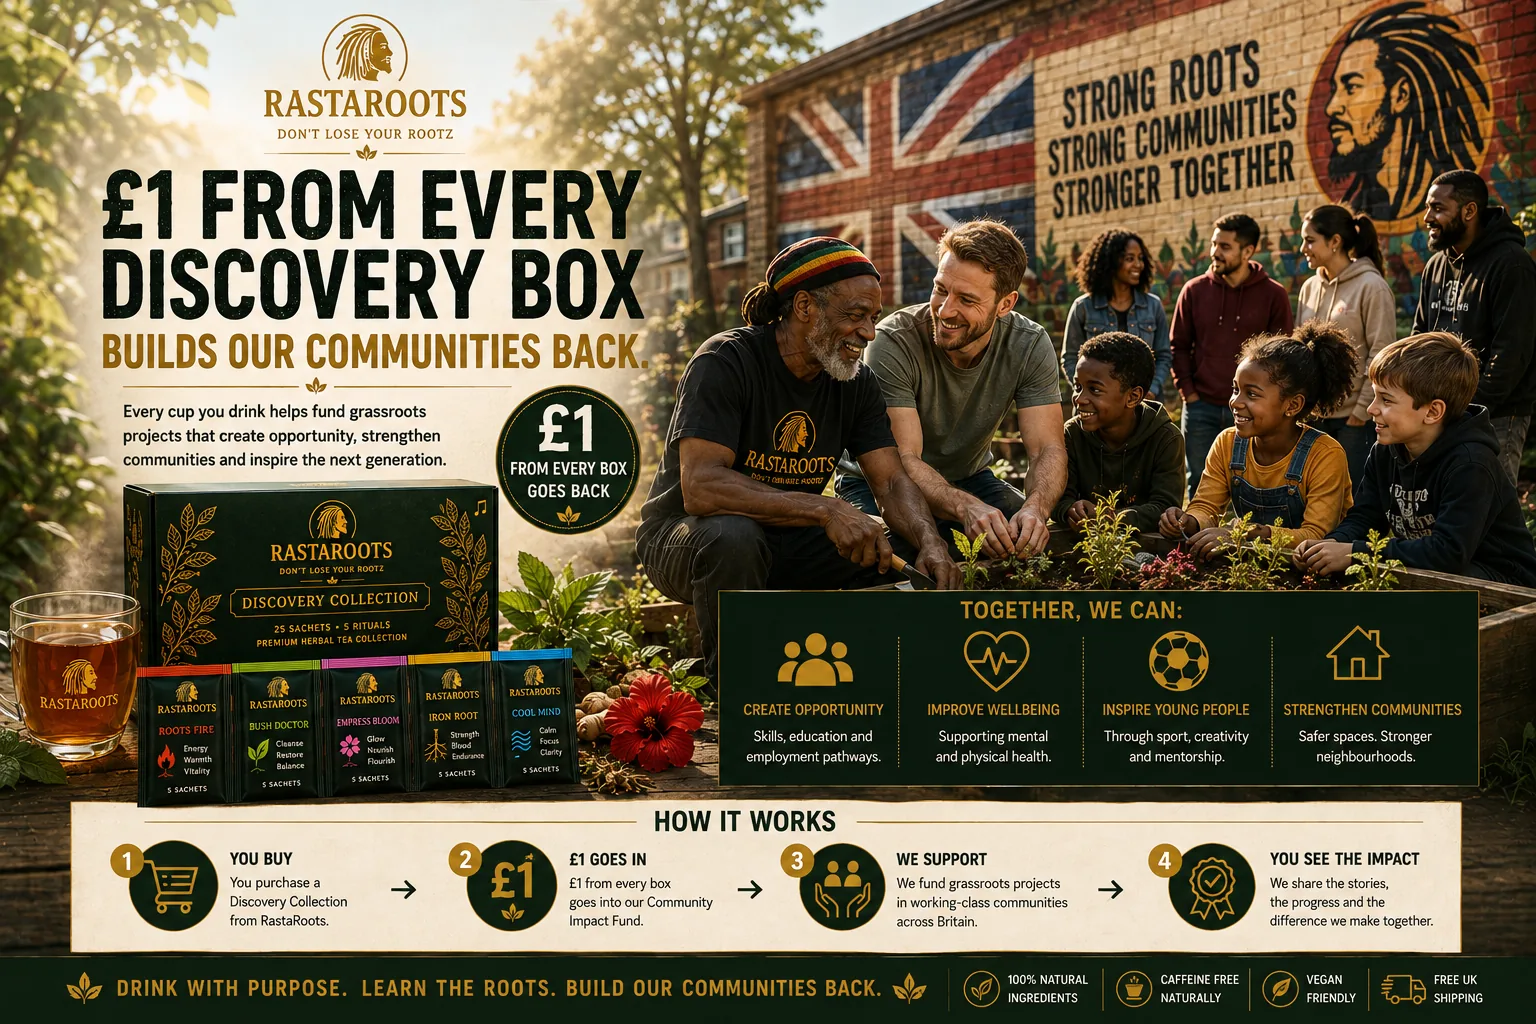 RASTAROOTS
DON'T LOSE YOUR ROOTZ
£1 FROM EVERY
DISCOVERY BOX
BUILDS OUR COMMUNITIES BACK.
Every cup you drink helps fund grassroots
projects that create opportunity, strengthen
communities and inspire the next generation.
£1
FROM EVERY BOX
GOES BACK
STRONG ROOTS
STRONG COMMUNITIES
STRONGER TOGETHER
RASTAROOTS
RASTAROOTS
DON'T LOSE YOUR ROOTZ
DISCOVERY COLLECTION
25 SACHETS • 5 RITUALS
PREMIUM HERBAL TEA COLLECTION
RASTAROOTS
RASTAROOTS
ROOTS FIRE
Energy
Warmth
Vitality
5 SACHETS
RASTAROOTS
BUSH DOCTOR
Cleanse
Restore
Balance
5 SACHETS
RASTAROOTS
EMPRESS BLOOM
Glow
Nourish
Flourish
5 SACHETS
RASTAROOTS
IRON ROOT
Strength
Blood
Endurance
5 SACHETS
RASTAROOTS
COOL MIND
Calm
Focus
Clarity
5 SACHETS
TOGETHER, WE CAN:
CREATE OPPORTUNITY
Skills, education and
employment pathways.
IMPROVE WELLBEING
Supporting mental
and physical health.
INSPIRE YOUNG PEOPLE
Through sport, creativity
and mentorship.
STRENGTHEN COMMUNITIES
Safer spaces. Stronger
neighbourhoods.
HOW IT WORKS
1
YOU BUY
You purchase a
Discovery Collection
from RastaRoots.
2
£1
£1 GOES IN
£1 from every box
goes into our Community
Impact Fund.
3
WE SUPPORT
We fund grassroots projects
in working-class communities
across Britain.
4
YOU SEE THE IMPACT
We share the stories,
the progress and the
difference we make together.
DRINK WITH PURPOSE. LEARN THE ROOTS. BUILD OUR COMMUNITIES BACK.
100% NATURAL
INGREDIENTS
CAFFEINE FREE
NATURALLY
VEGAN
FRIENDLY
FREE UK
SHIPPING